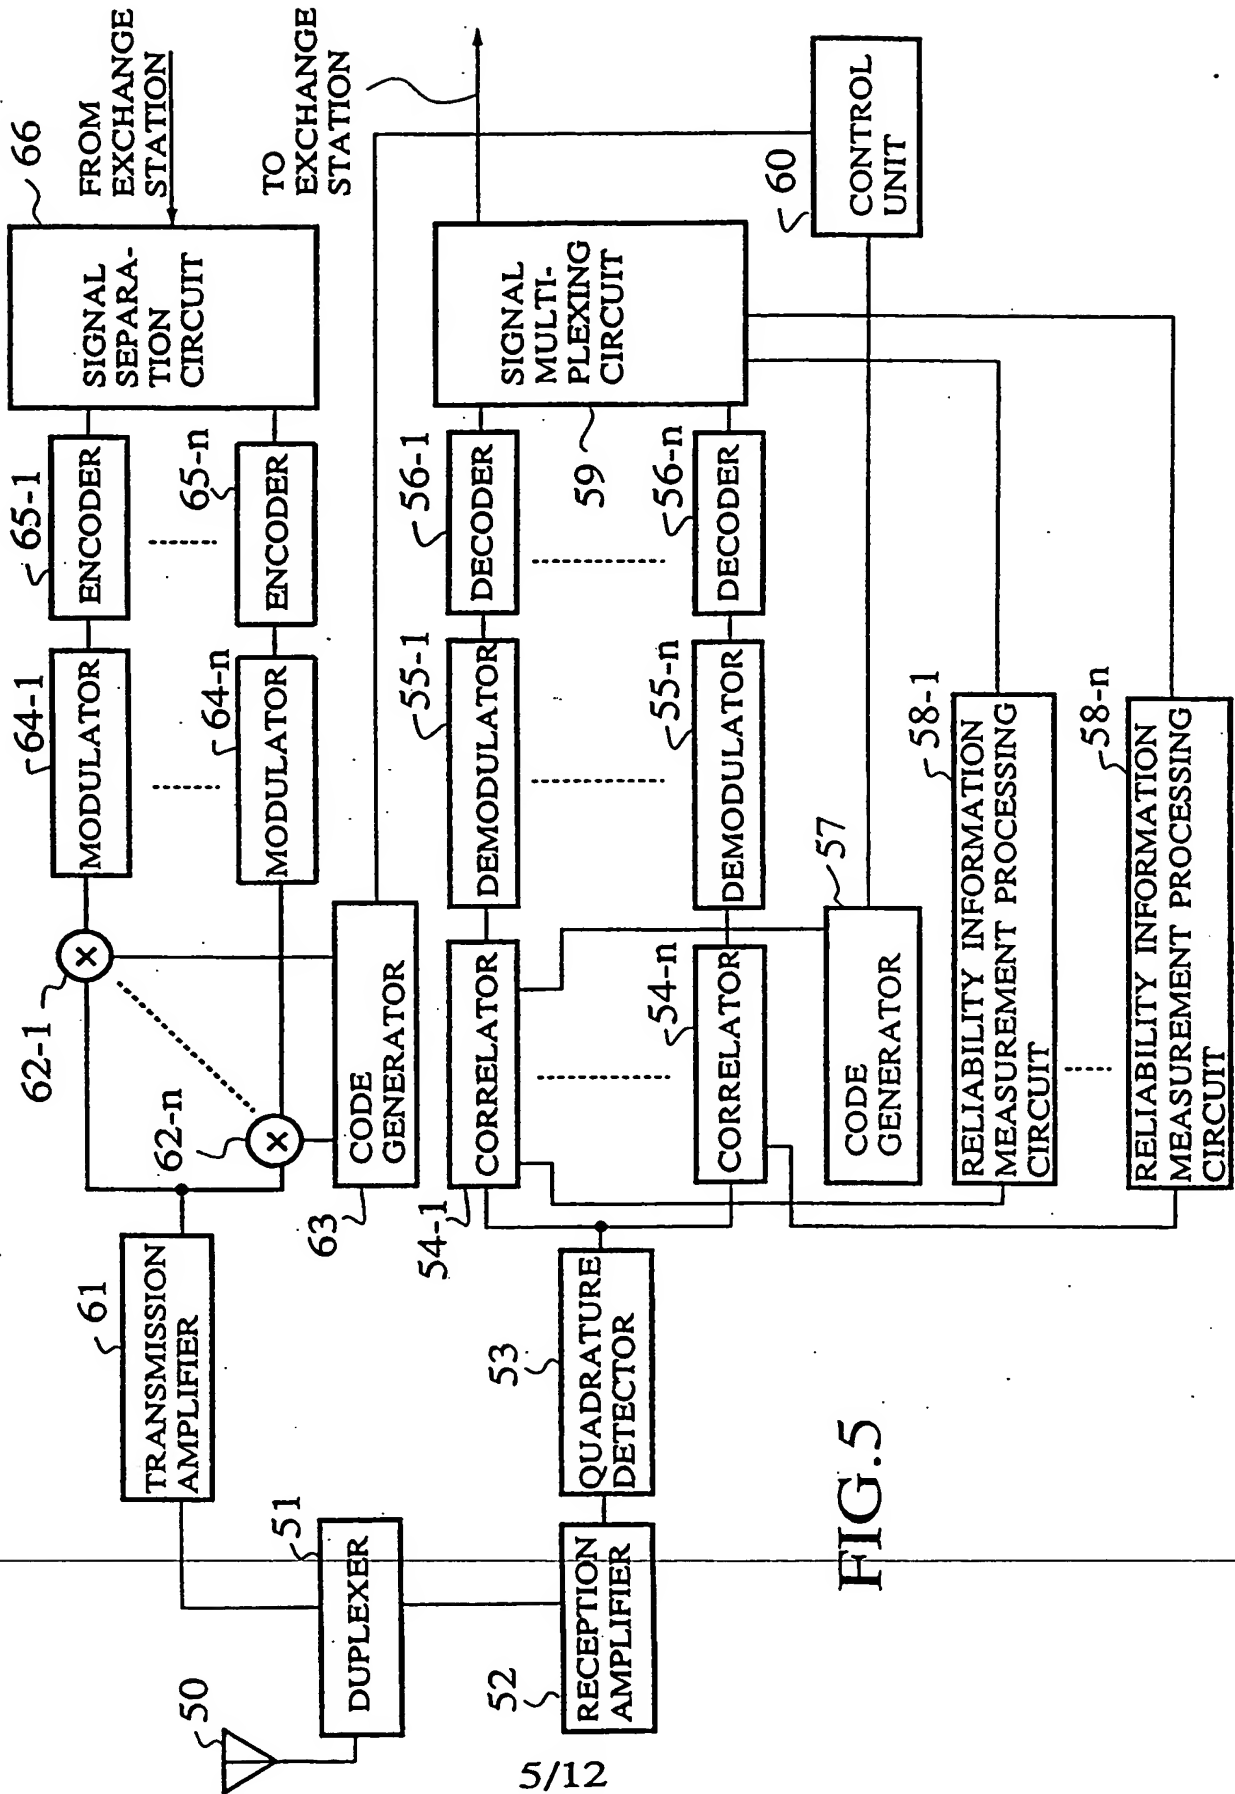 66
FROM
EXCHANGE
STATION
TO
EXCHANGE
STATION
SIGNAL
SEPARA-
TION
CIRCUIT
65-1
ENCODER
65-n
ENCODER
64-1
MODULATOR
64-n
MODULATOR
62-1
×
62-n
×
63
CODE
GENERATOR
61
TRANSMISSION
AMPLIFIER
50
51
DUPLEXER
52
RECEPTION
AMPLIFIER
53
QUADRATURE
DETECTOR
54-1
CORRELATOR
54-n
CORRELATOR
55-1
DEMODULATOR
55-n
DEMODULATOR
56-1
DECODER
56-n
DECODER
59
SIGNAL
MULTI-
PLEXING
CIRCUIT
57
CODE
GENERATOR
60
CONTROL
UNIT
58-1
RELIABILITY INFORMATION
MEASUREMENT PROCESSING
CIRCUIT
58-n
RELIABILITY INFORMATION
MEASUREMENT PROCESSING
CIRCUIT
FIG.5
5/12